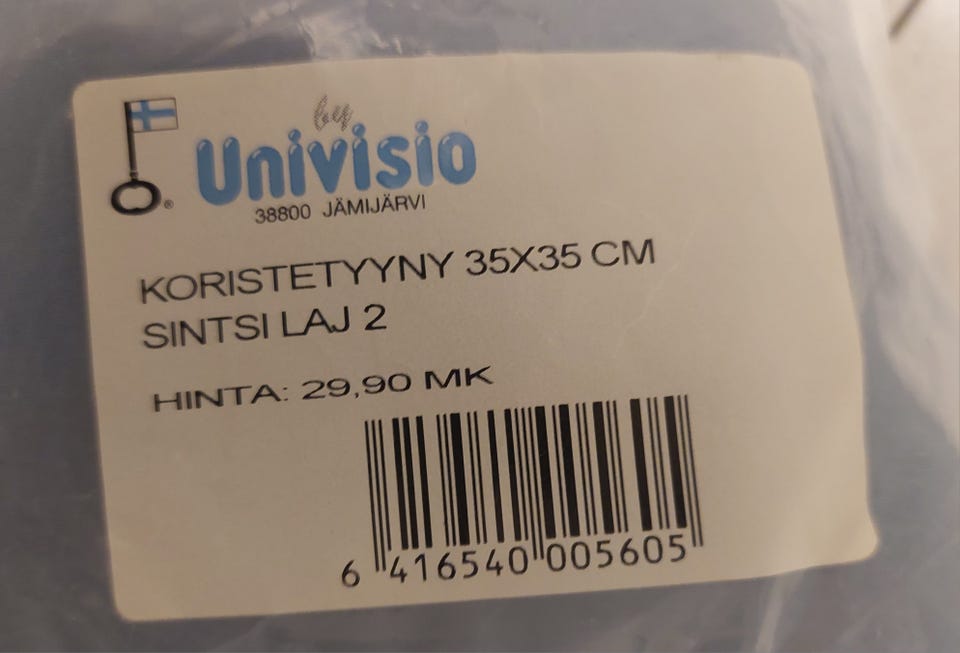 by
Univisio
®
38800 JÄMIJÄRVI
KORISTETYYNY 35X35 CM
SINTSI LAJ 2
HINTA: 29,90 MK
6 416540 005605